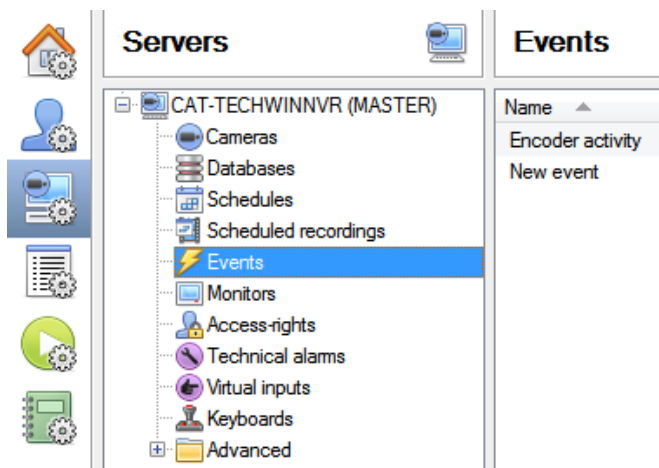 Servers
CAT-TECHWINNVR (MASTER)
Cameras
Databases
Schedules
Scheduled recordings
Events
Monitors
Access-rights
Technical alarms
Virtual inputs
Keyboards
Advanced
Events
Name
Encoder activity
New event